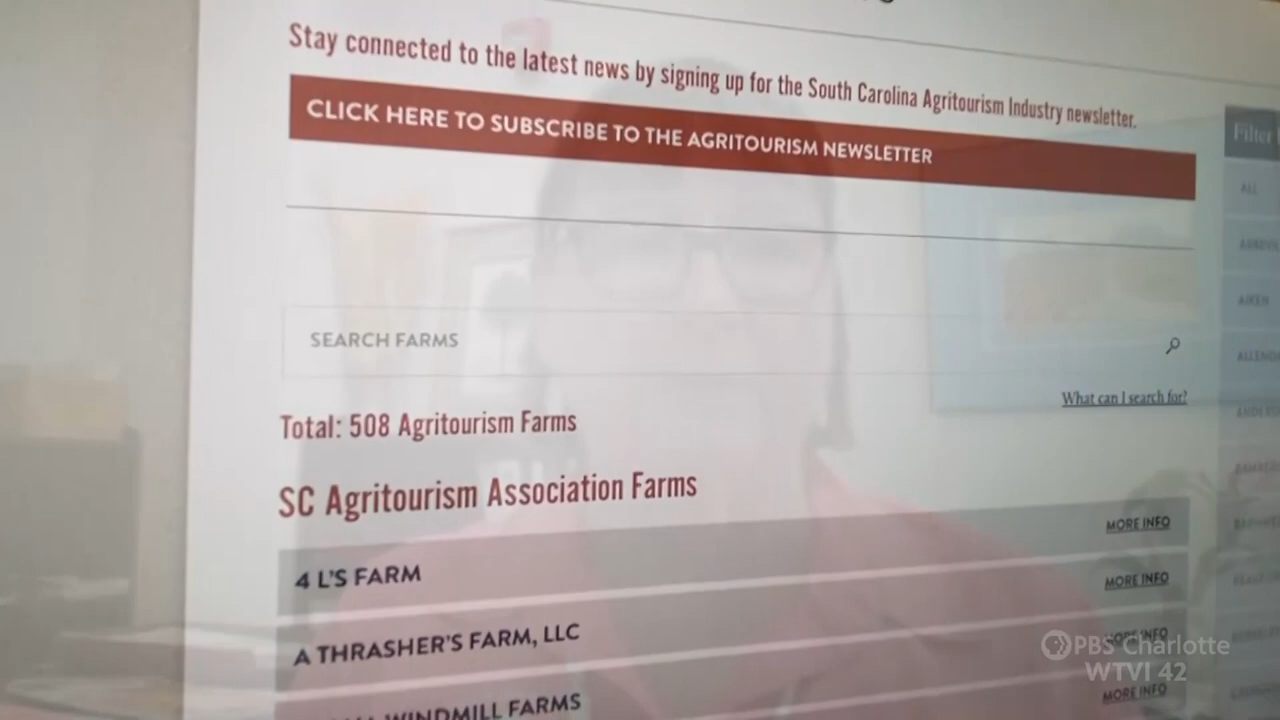 Stay connected to the latest news by signing up for the South Carolina Agritourism Industry newsletter.
CLICK HERE TO SUBSCRIBE TO THE AGRITOURISM NEWSLETTER
Filter
ALL
AIKEN
SEARCH FARMS
What can I search for?
Total: 508 Agritourism Farms
SC Agritourism Association Farms
4 L'S FARM
MORE INFO
A THRASHER'S FARM, LLC
MORE INFO
MORE INFO
WINDMILL FARMS
MORE INFO
PBS Charlotte
WTVI 42